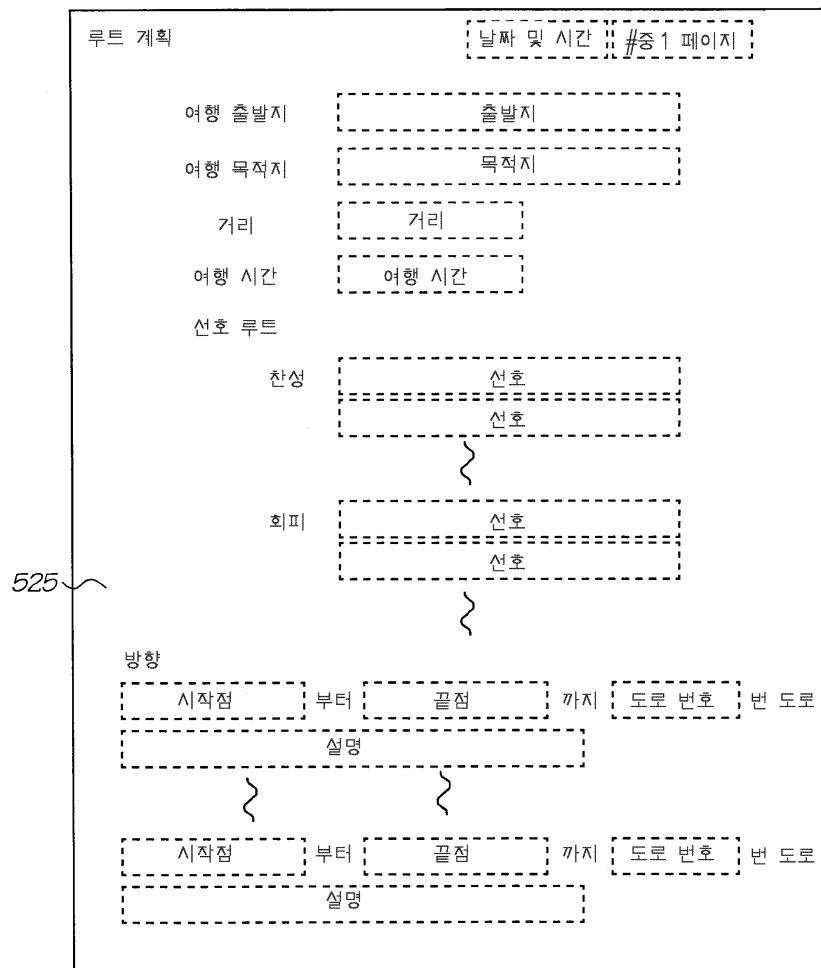 루트 계획 날짜 및 시간 #중 1 페이지
여행 출발지 출발지
여행 목적지 목적지
거리 거리
여행 시간 여행 시간
선호 루트
찬성 선호
선호
회피 선호
선호
525
방향
시작점 부터 끝점 까지 도로 번호 번 도로
설명
시작점 부터 끝점 까지 도로 번호 번 도로
설명